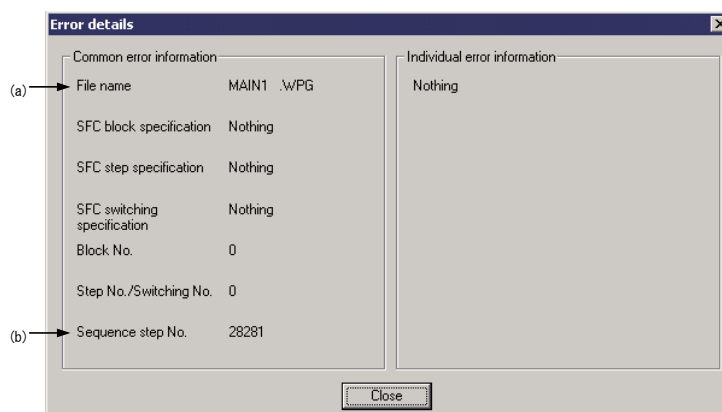 Error details
Common error information
(a)
File name MAIN1 .WPG
SFC block specification Nothing
SFC step specification Nothing
SFC switching specification Nothing
Block No. 0
Step No./Switching No. 0
(b)
Sequence step No. 28281
Individual error information
Nothing
Close